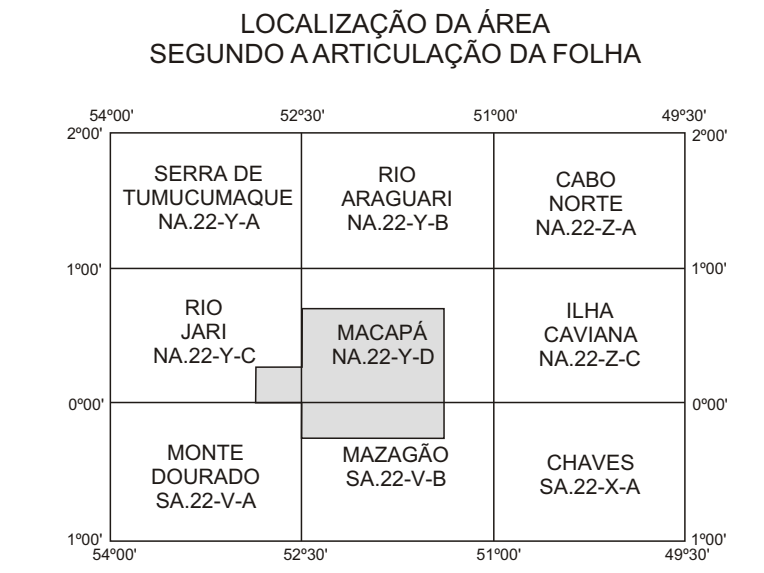 LOCALIZAÇÃO DA ÁREA
SEGUNDO A ARTICULAÇÃO DA FOLHA
54º00'
52º30'
51º00'
49º30'
2º00'
2º00'
SERRA DE
TUMUCUMAQUE
NA.22-Y-A
RIO
ARAGUARI
NA.22-Y-B
CABO
NORTE
NA.22-Z-A
1º00'
1º00'
RIO
JARI
NA.22-Y-C
MACAPÁ
NA.22-Y-D
ILHA
CAVIANA
NA.22-Z-C
0º00'
0º00'
MONTE
DOURADO
SA.22-V-A
MAZAGÃO
SA.22-V-B
CHAVES
SA.22-X-A
1º00'
1º00'
54º00'
52º30'
51º00'
49º30'